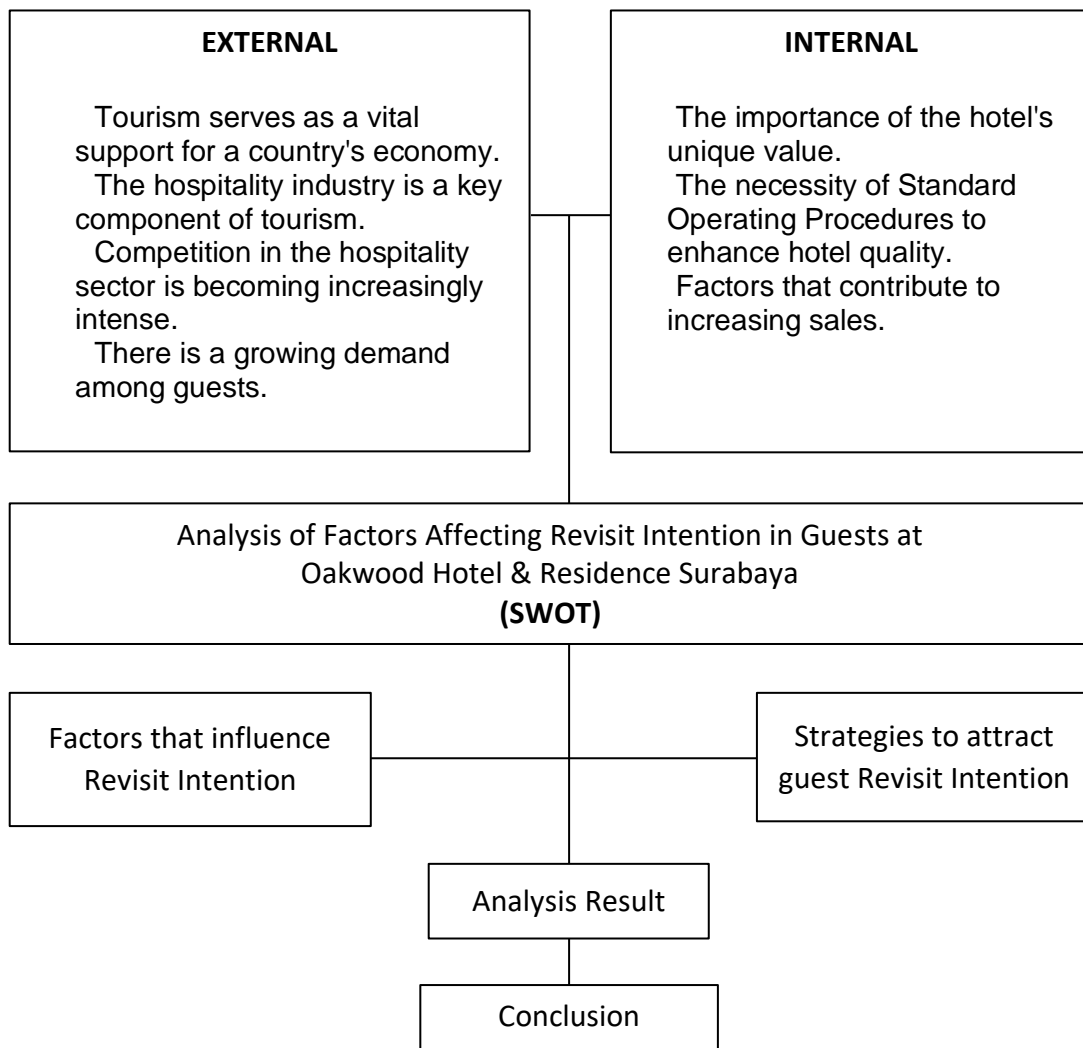 EXTERNAL
Tourism serves as a vital
support for a country's economy.
The hospitality industry is a key
component of tourism.
Competition in the hospitality
sector is becoming increasingly
intense.
There is a growing demand
among guests.
INTERNAL
The importance of the hotel's
unique value.
The necessity of Standard
Operating Procedures to
enhance hotel quality.
Factors that contribute to
increasing sales.
Analysis of Factors Affecting Revisit Intention in Guests at
Oakwood Hotel & Residence Surabaya
(SWOT)
Factors that influence
Revisit Intention
Strategies to attract
guest Revisit Intention
Analysis Result
Conclusion